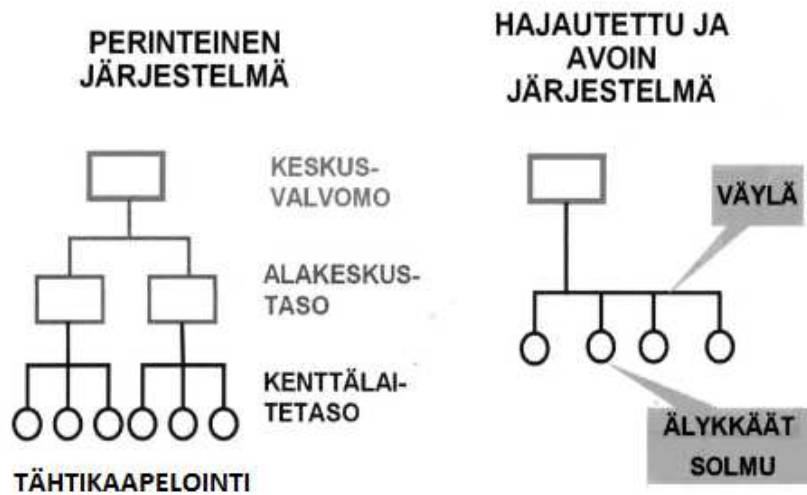 PERINTEINEN
JÄRJESTELMÄ
KESKUS-
VALVOMO
ALAKESKUS-
TASO
KENTTÄLAI-
TETASO
TÄHTIKAAPELOINTI
HAJAUTETTU JA
AVOIN
JÄRJESTELMÄ
VÄYLÄ
ÄLYKKÄÄT
SOLMU